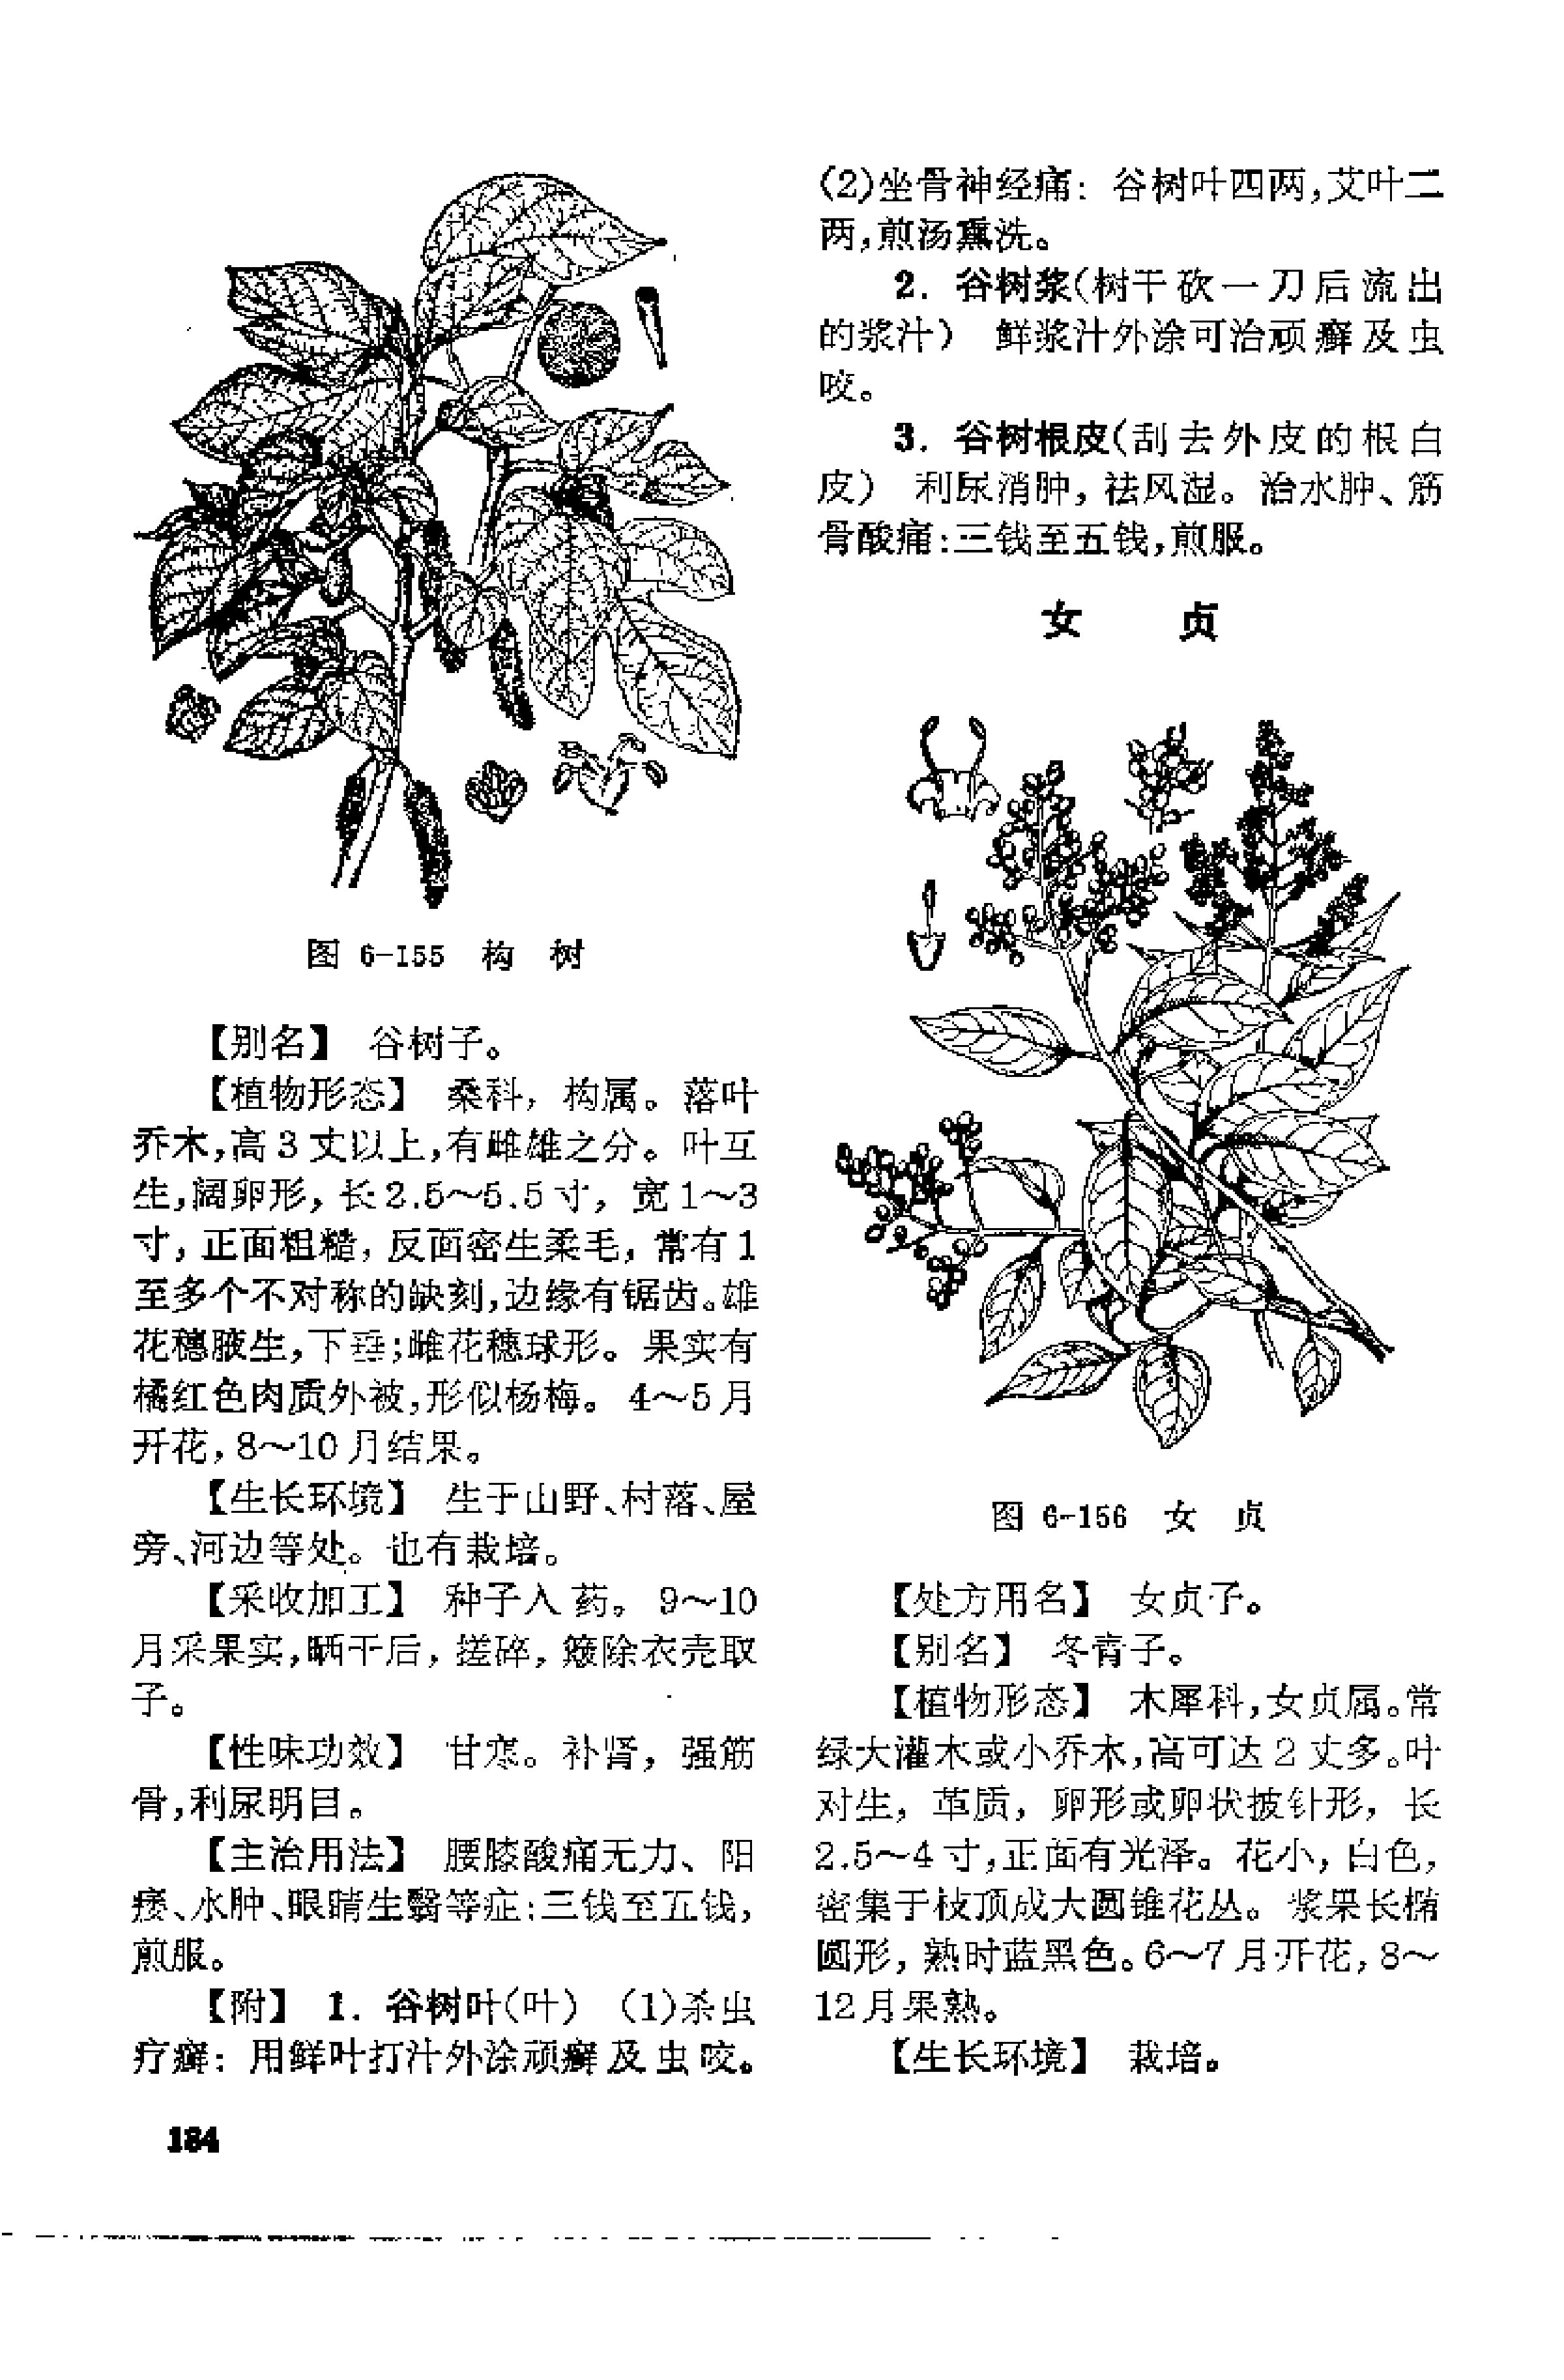 图 6-155 构 树
【别名】 谷树子。
【植物形态】 桑科，构属。落叶
乔木，高3丈以上，有雌雄之分。叶互
生，阔卵形，长2.5～5.5寸，宽1～3
寸，正面粗糙，反面密生柔毛，常有1
至多个不对称的缺刻，边缘有锯齿。雄
花穗腋生，下垂；雌花穗球形。果实有
橘红色肉质外被，形似杨梅。4～5月
开花，8～10月结果。
【生长环境】 生于山野、村落、屋
旁、河边等处。也有栽培。
【采收加工】 种子入药。9～10
月采果实，晒干后，搓碎，簸除衣壳取
子。
【性味功效】 甘寒。补肾，强筋
骨，利尿明目。
【主治用法】 腰膝酸痛无力、阳
痿、水肿、眼睛生翳等症：三钱至五钱，
煎服。
【附】 1. 谷树叶（叶） （1）杀虫
疗癣：用鲜叶打汁外涂顽癣及虫咬。
（2）坐骨神经痛：谷树叶四两，艾叶二
两，煎汤熏洗。
2. 谷树浆（树干砍一刀后流出
的浆汁） 鲜浆汁外涂可治顽癣及虫
咬。
3. 谷树根皮（刮去外皮的根白
皮） 利尿消肿，祛风湿。治水肿、筋
骨酸痛：三钱至五钱，煎服。
女 贞
图 6-156 女 贞
【处方用名】 女贞子。
【别名】 冬青子。
【植物形态】 木犀科，女贞属。常
绿大灌木或小乔木，高可达2丈多。叶
对生，革质，卵形或卵状披针形，长
2.5～4寸，正面有光泽。花小，白色，
密集于枝顶成大圆锥花丛。浆果长椭
圆形，熟时蓝黑色。6～7月开花，8～
12月果熟。
【生长环境】 栽培。
184